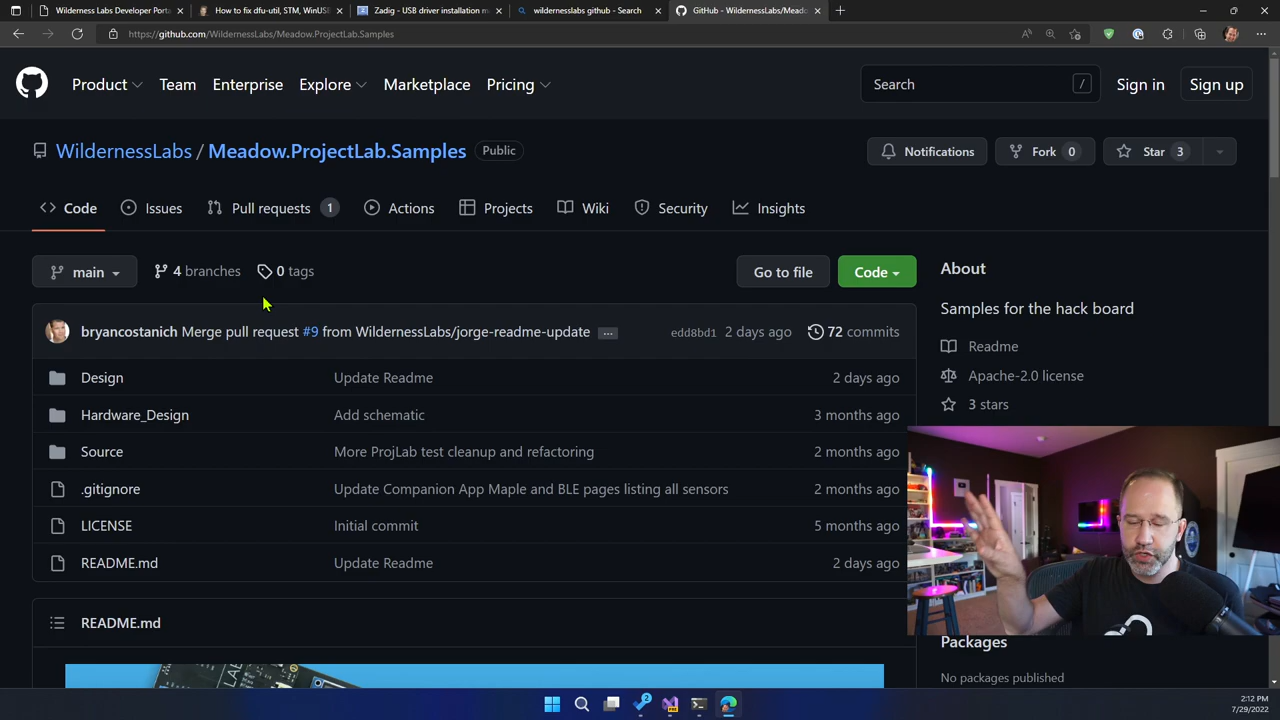 Wilderness Labs Developer Porta
How to fix dfu-util, STM, WinUSB
Zadig - USB driver installation m
wildernesslabs github - Search
GitHub - WildernessLabs/Meado
https://github.com/WildernessLabs/Meadow.ProjectLab.Samples
Product
Team
Enterprise
Explore
Marketplace
Pricing
Search
/
Sign in
Sign up
WildernessLabs / Meadow.ProjectLab.Samples
Public
Notifications
Fork 0
Star 3
Code
Issues
Pull requests 1
Actions
Projects
Wiki
Security
Insights
main
4 branches
0 tags
Go to file
Code
About
Samples for the hack board
Readme
Apache-2.0 license
3 stars
bryancostanich Merge pull request #9 from WildernessLabs/jorge-readme-update ...
edd8bd1 2 days ago
72 commits
Design Update Readme 2 days ago
Hardware_Design Add schematic 3 months ago
Source More ProjLab test cleanup and refactoring 2 months ago
.gitignore Update Companion App Maple and BLE pages listing all sensors 2 months ago
LICENSE Initial commit 5 months ago
README.md Update Readme 2 days ago
README.md
Packages
No packages published
2
2:12 PM
7/29/2022